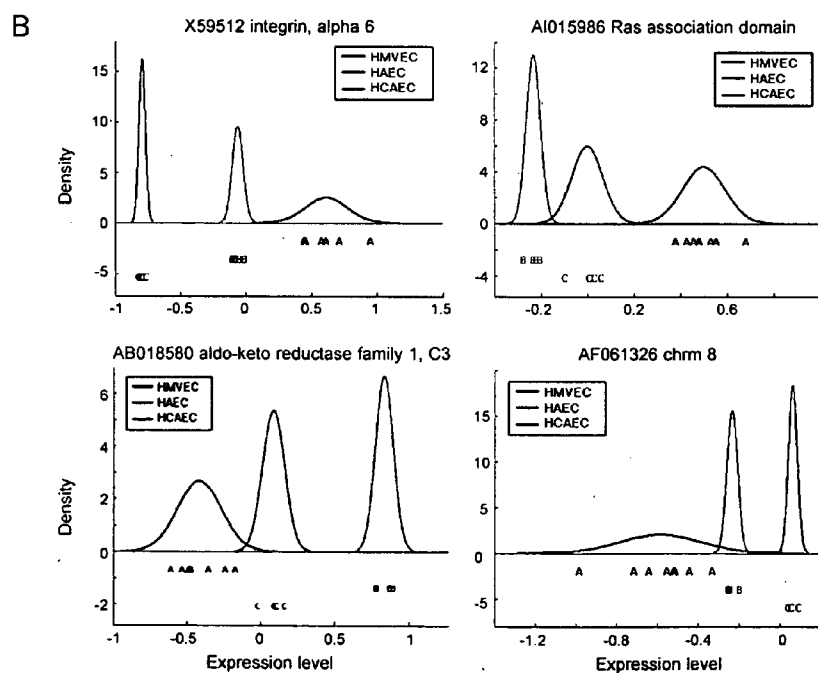 B
X59512 integrin, alpha 6
AI015986 Ras association domain
HMVEC
HAEC
HCAEC
HMVEC
HAEC
HCAEC
Density
15
10
5
0
-5
12
8
4
0
-4
A A A A A
A A A A A A A
B B B
B B B B
C C C
C C C C C
-1 -0.5 0 0.5 1 1.5
-0.2 0.2 0.6
AB018580 aldo-keto reductase family 1, C3
AF061326 chrm 8
HMVEC
HAEC
HCAEC
HMVEC
HAEC
HCAEC
Density
6
4
2
0
-2
15
10
5
0
-5
A A A A A
A A A A A A A
B B B
B B
C C C
C C C
-1 -0.5 0 0.5 1
-1.2 -0.8 -0.4 0
Expression level
Expression level